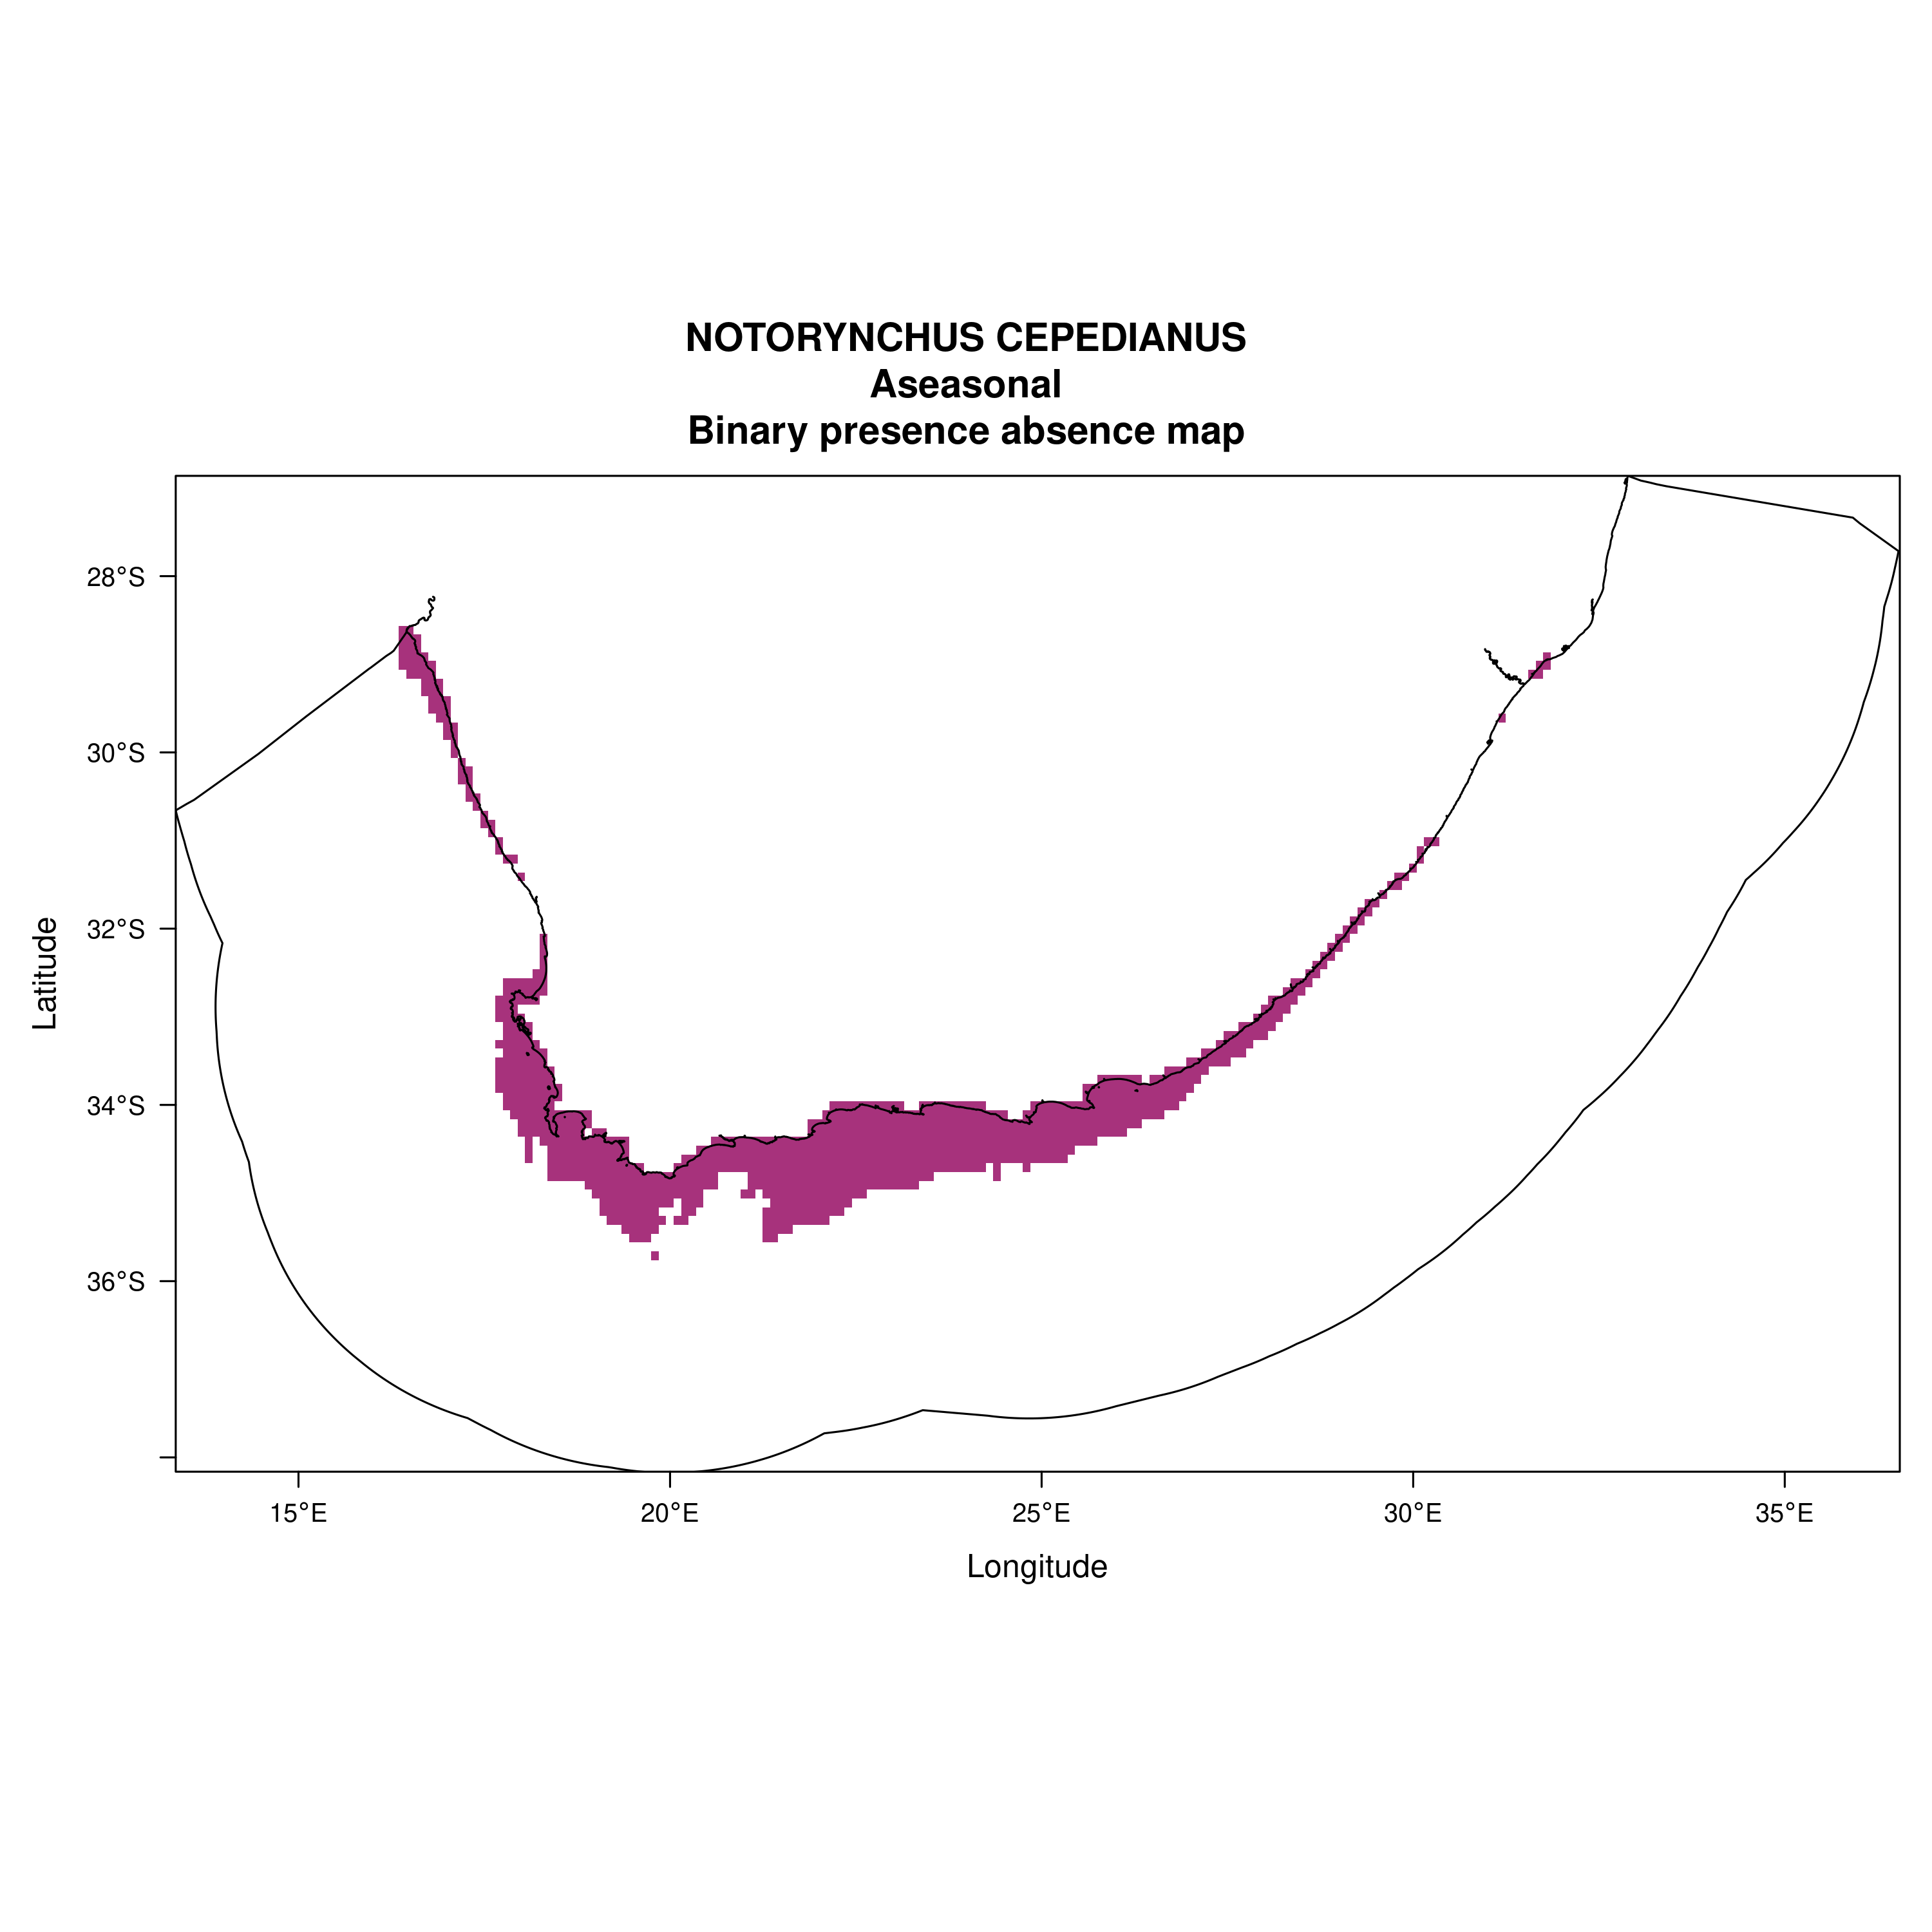 NOTORYNCHUS CEPEDIANUS
Aseasonal
Binary presence absence map
28°S
30°S
32°S
34°S
36°S
Latitude
15°E
20°E
25°E
30°E
35°E
Longitude